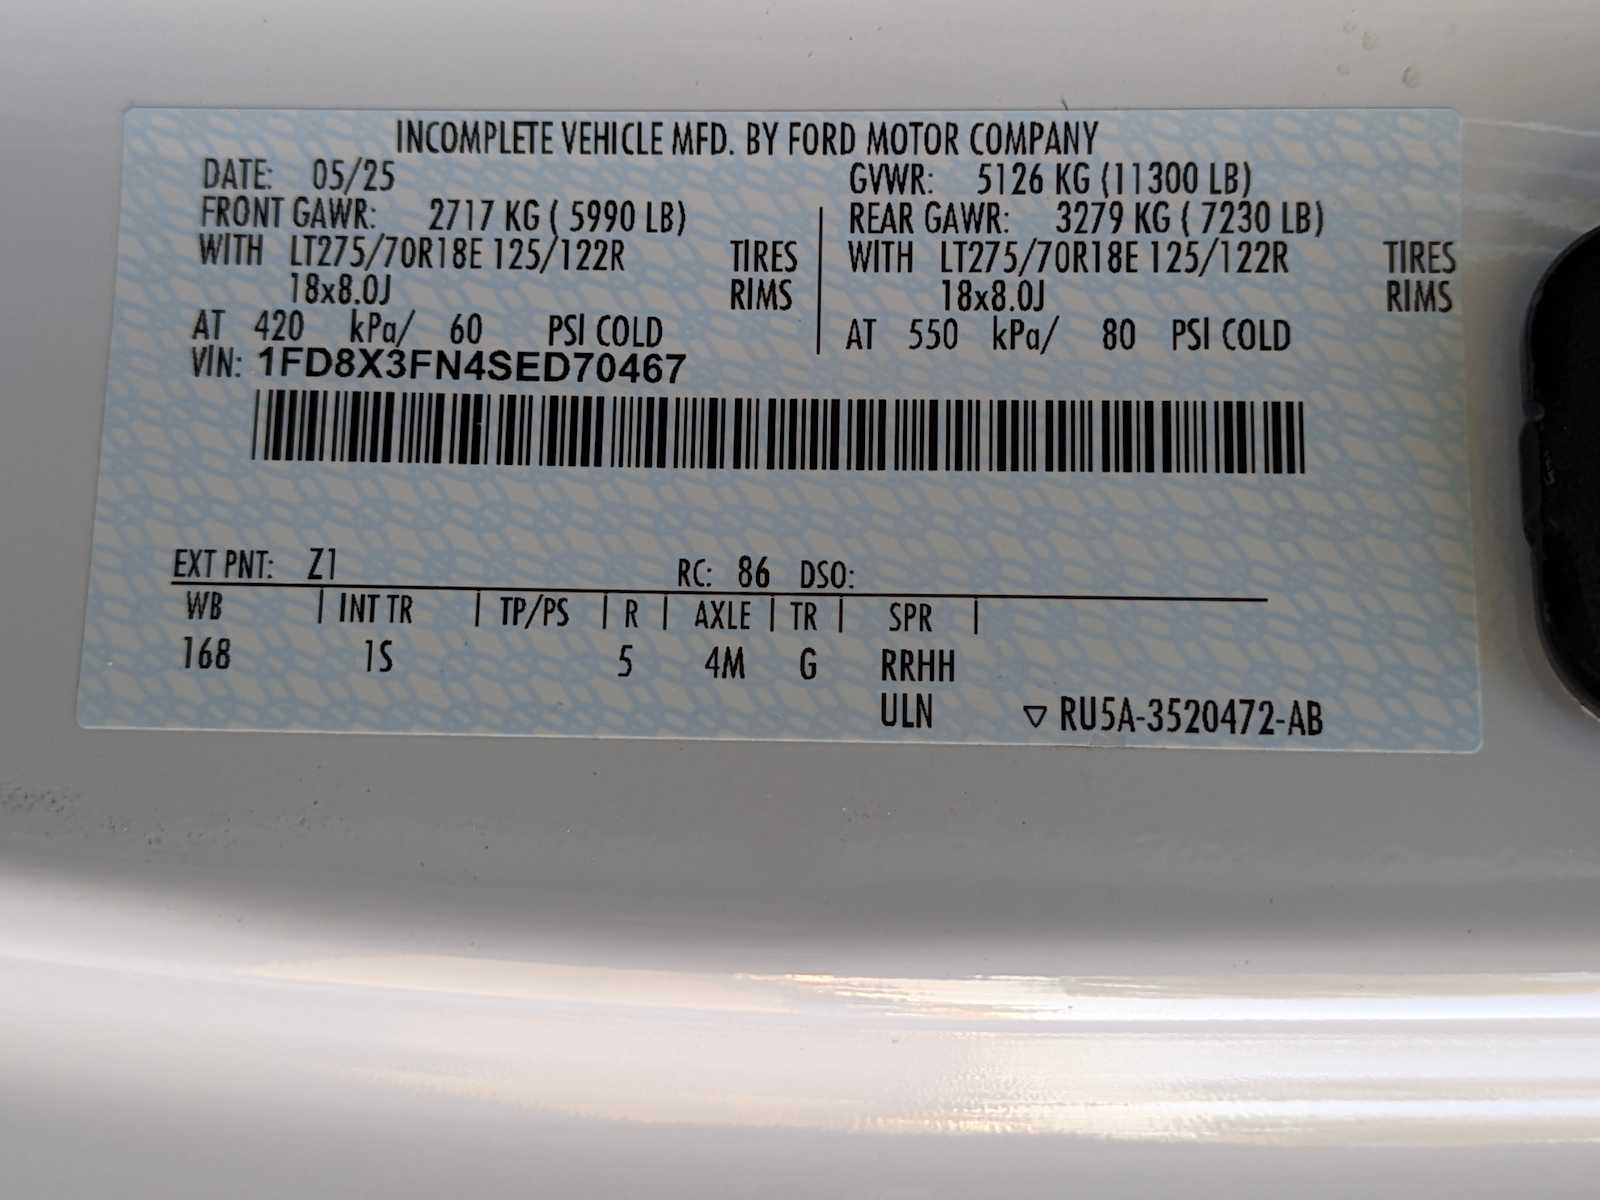 INCOMPLETE VEHICLE MFD. BY FORD MOTOR COMPANY
DATE: 05/25 GVWR: 5126 KG (11300 LB)
FRONT GAWR: 2717 KG ( 5990 LB) REAR GAWR: 3279 KG ( 7230 LB)
WITH LT275/70R18E 125/122R TIRES WITH LT275/70R18E 125/122R TIRES
18x8.0J RIMS 18x8.0J RIMS
AT 420 kPa/ 60 PSI COLD AT 550 kPa/ 80 PSI COLD
VIN: 1FD8X3FN4SED70467
EXT PNT: Z1 RC: 86 DSO:
WB | INT TR | TP/PS | R | AXLE | TR | SPR |
168 1S 5 4M G RRHH
ULN ▽ RU5A-3520472-AB